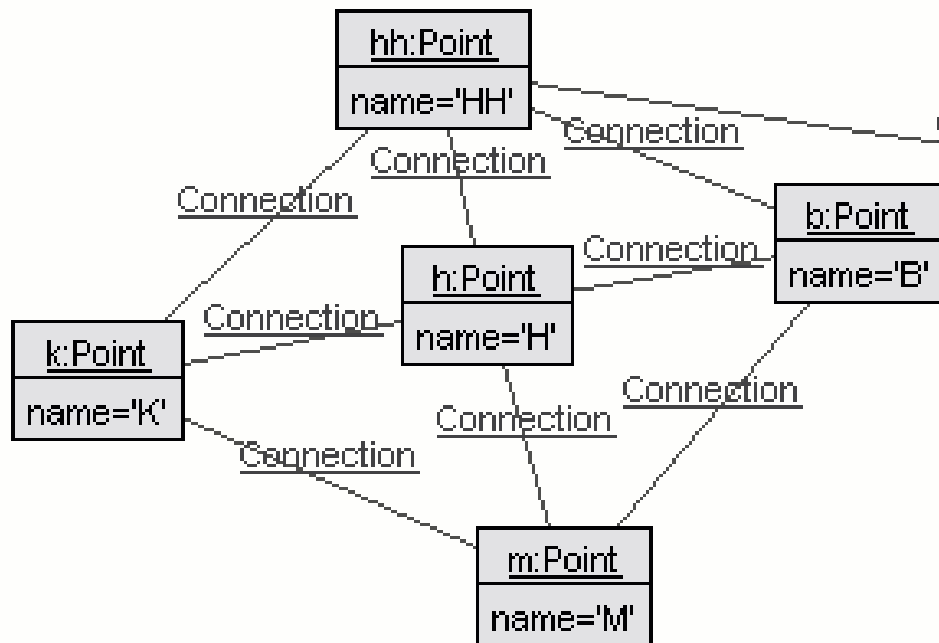 hh:Point
name='HH'
Connection
Connection
Connection
b:Point
name='B'
Connection
h:Point
name='H'
Connection
k:Point
name='K'
Connection
Connection
Connection
m:Point
name='M'